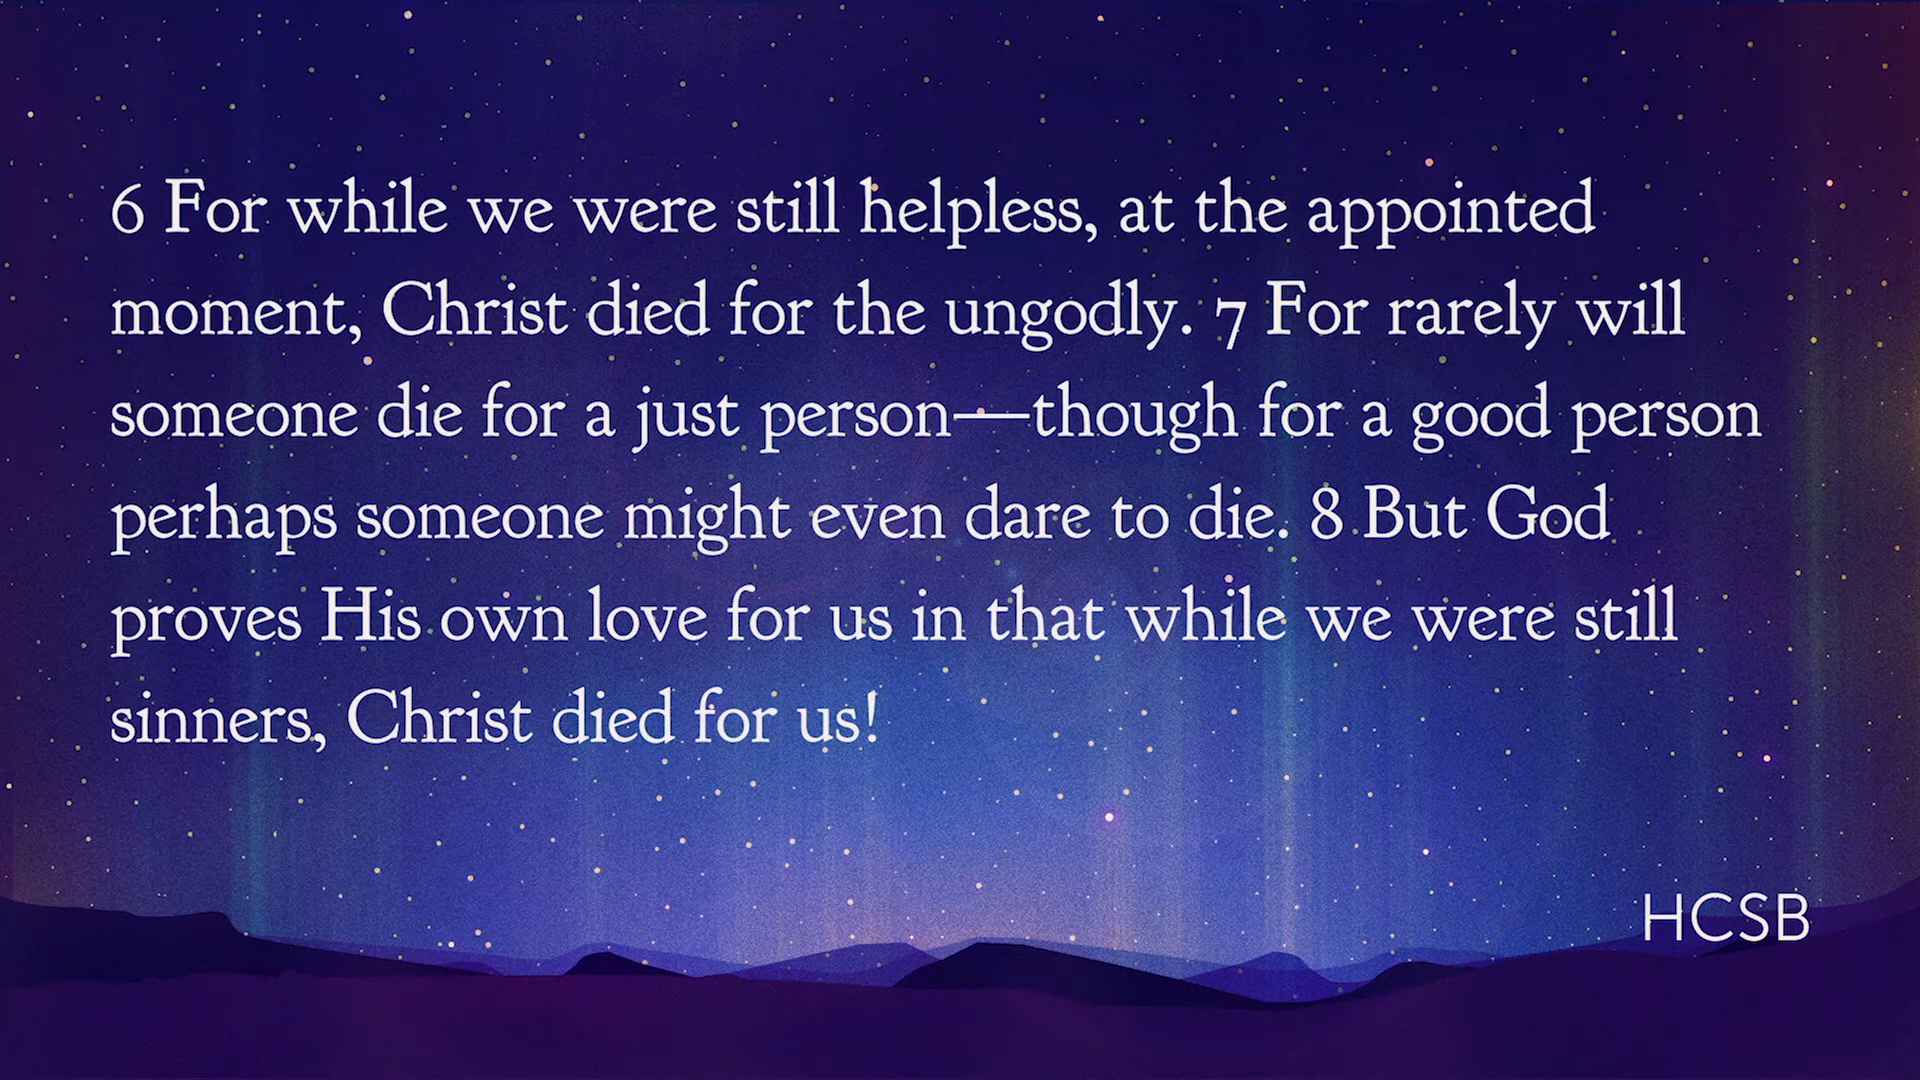 6 For while we were still helpless, at the appointed
moment, Christ died for the ungodly. 7 For rarely will
someone die for a just person—though for a good person
perhaps someone might even dare to die. 8 But God
proves His own love for us in that while we were still
sinners, Christ died for us!
HCSB